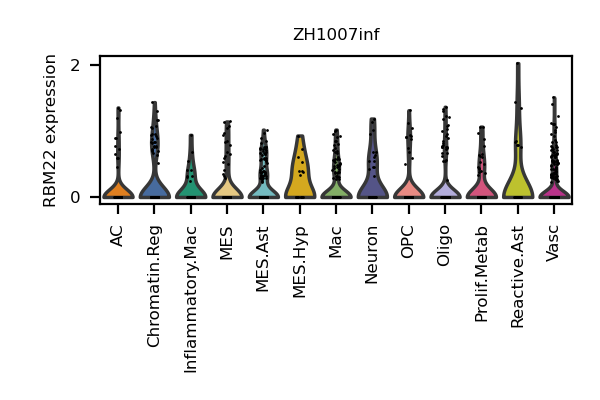 ZH1007inf
RBM22 expression
2
0
AC
Chromatin.Reg
Inflammatory.Mac
MES
MES.Ast
MES.Hyp
Mac
Neuron
OPC
Oligo
Prolif.Metab
Reactive.Ast
Vasc